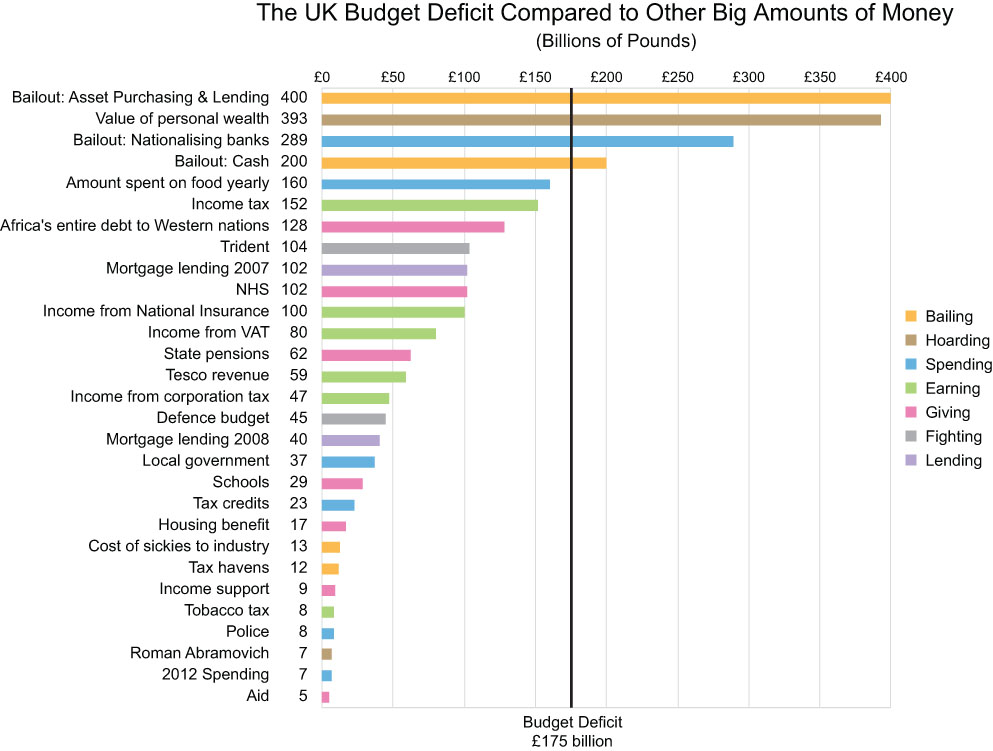 The UK Budget Deficit Compared to Other Big Amounts of Money
(Billions of Pounds)
£0 £50 £100 £150 £200 £250 £300 £350 £400
Bailout: Asset Purchasing & Lending 400
Value of personal wealth 393
Bailout: Nationalising banks 289
Bailout: Cash 200
Amount spent on food yearly 160
Income tax 152
Africa's entire debt to Western nations 128
Trident 104
Mortgage lending 2007 102
NHS 102
Income from National Insurance 100
Income from VAT 80
State pensions 62
Tesco revenue 59
Income from corporation tax 47
Defence budget 45
Mortgage lending 2008 40
Local government 37
Schools 29
Tax credits 23
Housing benefit 17
Cost of sickies to industry 13
Tax havens 12
Income support 9
Tobacco tax 8
Police 8
Roman Abramovich 7
2012 Spending 7
Aid 5
Bailing
Hoarding
Spending
Earning
Giving
Fighting
Lending
Budget Deficit
£175 billion